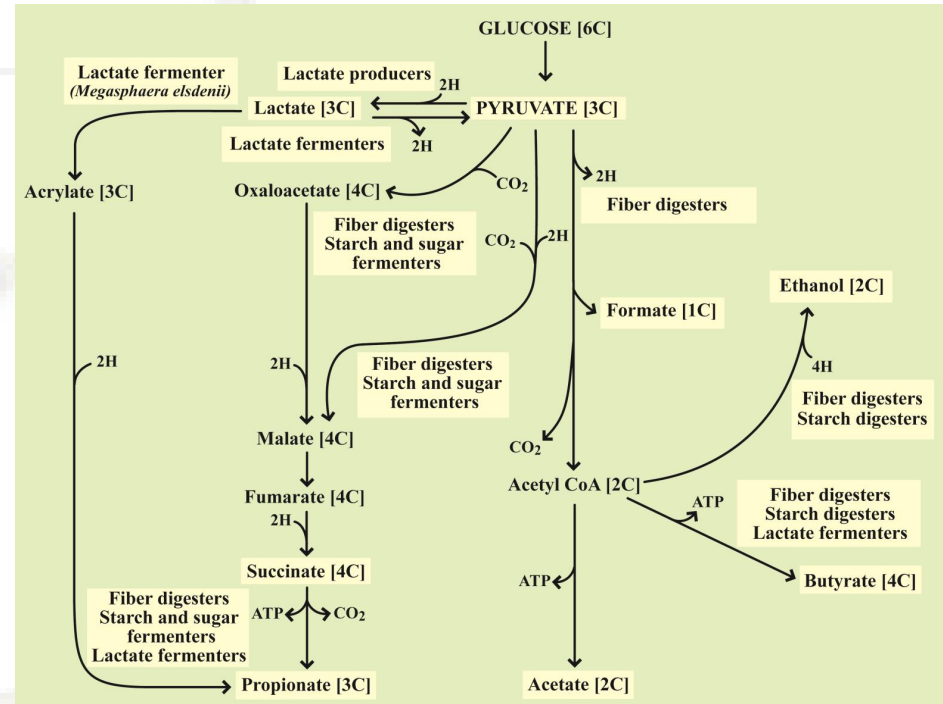 GLUCOSE [6C]
Lactate fermenter
(Megasphaera elsdenii)
Lactate producers
2H
Lactate [3C]
PYRUVATE [3C]
Lactate fermenters
2H
Acrylate [3C]
Oxaloacetate [4C]
CO₂
2H
Fiber digesters
Fiber digesters
Starch and sugar
fermenters
CO₂
2H
Ethanol [2C]
Formate [1C]
2H
2H
Fiber digesters
Starch and sugar
fermenters
4H
Fiber digesters
Starch digesters
Malate [4C]
CO₂
Acetyl CoA [2C]
Fumarate [4C]
2H
ATP
Fiber digesters
Starch digesters
Lactate fermenters
Succinate [4C]
ATP
Butyrate [4C]
Fiber digesters
Starch and sugar
fermenters
Lactate fermenters
ATP
CO₂
Propionate [3C]
Acetate [2C]